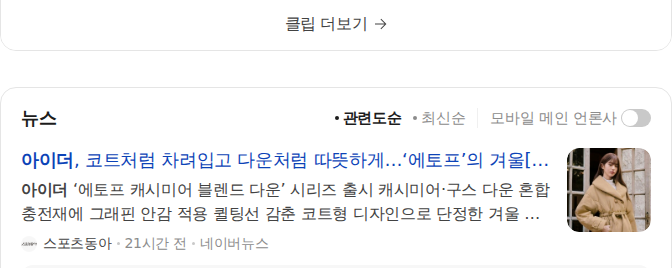 클립 더보기 →
뉴스
• 관련도순 • 최신순 모바일 메인 언론사
아이더, 코트처럼 차려입고 다운처럼 따뜻하게…‘에토프’의 겨울[...
아이더 ‘에토프 캐시미어 블렌드 다운’ 시리즈 출시 캐시미어·구스 다운 혼합
충전재에 그래핀 안감 적용 퀼팅선 감춘 코트형 디자인으로 단정한 겨울 ...
스포츠동아 · 21시간 전 · 네이버뉴스